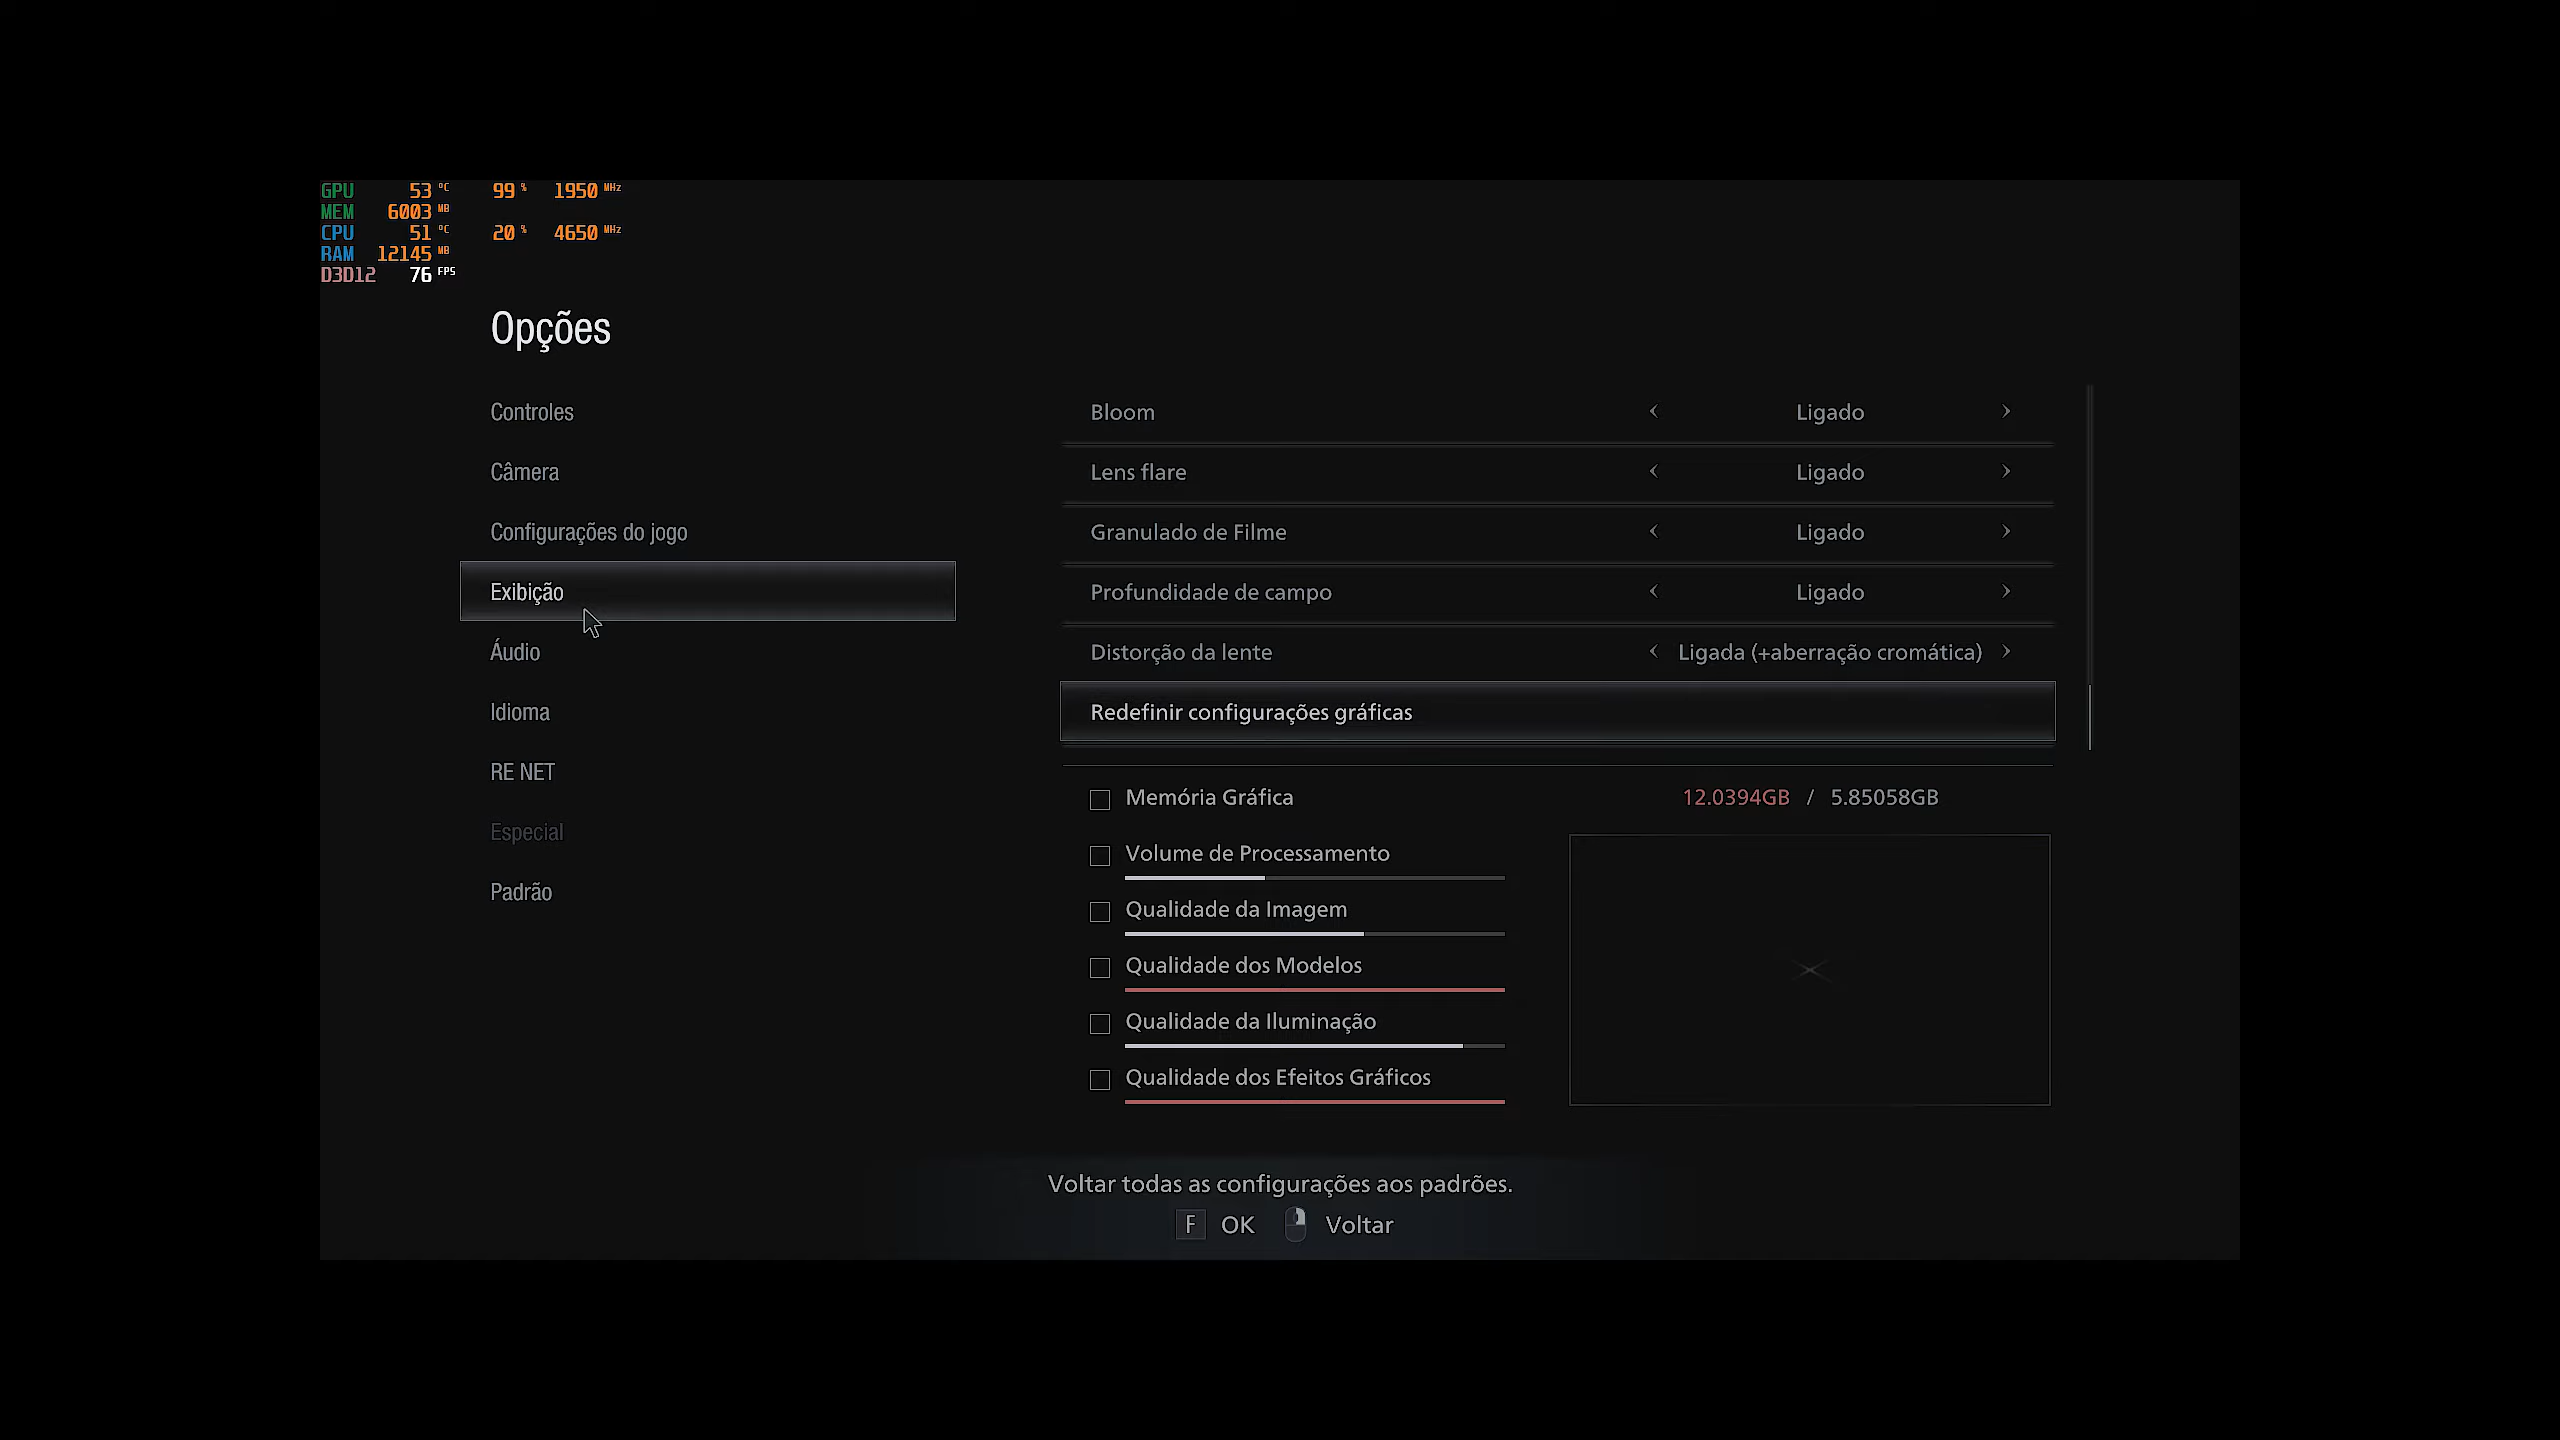 GPU 53 °C 99 % 1950 MHz
MEM 6003 MB
CPU 51 °C 20 % 4650 MHz
RAM 12145 MB
D3D12 76 FPS
Opções
Controles
Câmera
Configurações do jogo
Exibição
Áudio
Idioma
RE NET
Especial
Padrão
Bloom < Ligado >
Lens flare < Ligado >
Granulado de Filme < Ligado >
Profundidade de campo < Ligado >
Distorção da lente < Ligada (+aberração cromática) >
Redefinir configurações gráficas
Memória Gráfica 12.0394GB / 5.85058GB
Volume de Processamento
Qualidade da Imagem
Qualidade dos Modelos
Qualidade da Iluminação
Qualidade dos Efeitos Gráficos
Voltar todas as configurações aos padrões.
F OK Voltar